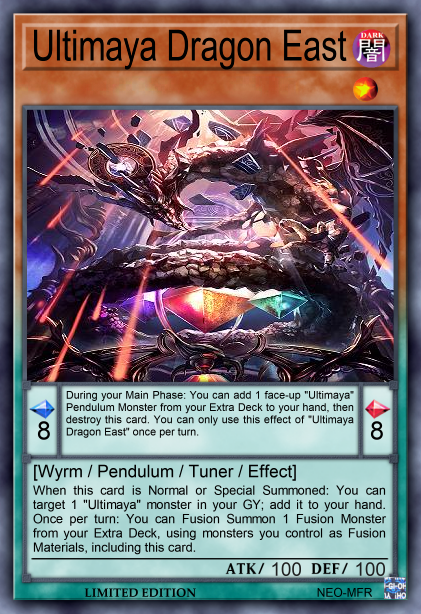 Ultimaya Dragon East
DARK
闇
During your Main Phase: You can add 1 face-up "Ultimaya"
Pendulum Monster from your Extra Deck to your hand, then
destroy this card. You can only use this effect of "Ultimaya
Dragon East" once per turn.
8
8
[Wyrm / Pendulum / Tuner / Effect]
When this card is Normal or Special Summoned: You can
target 1 "Ultimaya" monster in your GY; add it to your hand.
Once per turn: You can Fusion Summon 1 Fusion Monster
from your Extra Deck, using monsters you control as Fusion
Materials, including this card.
ATK/ 100 DEF/ 100
LIMITED EDITION
NEO-MFR